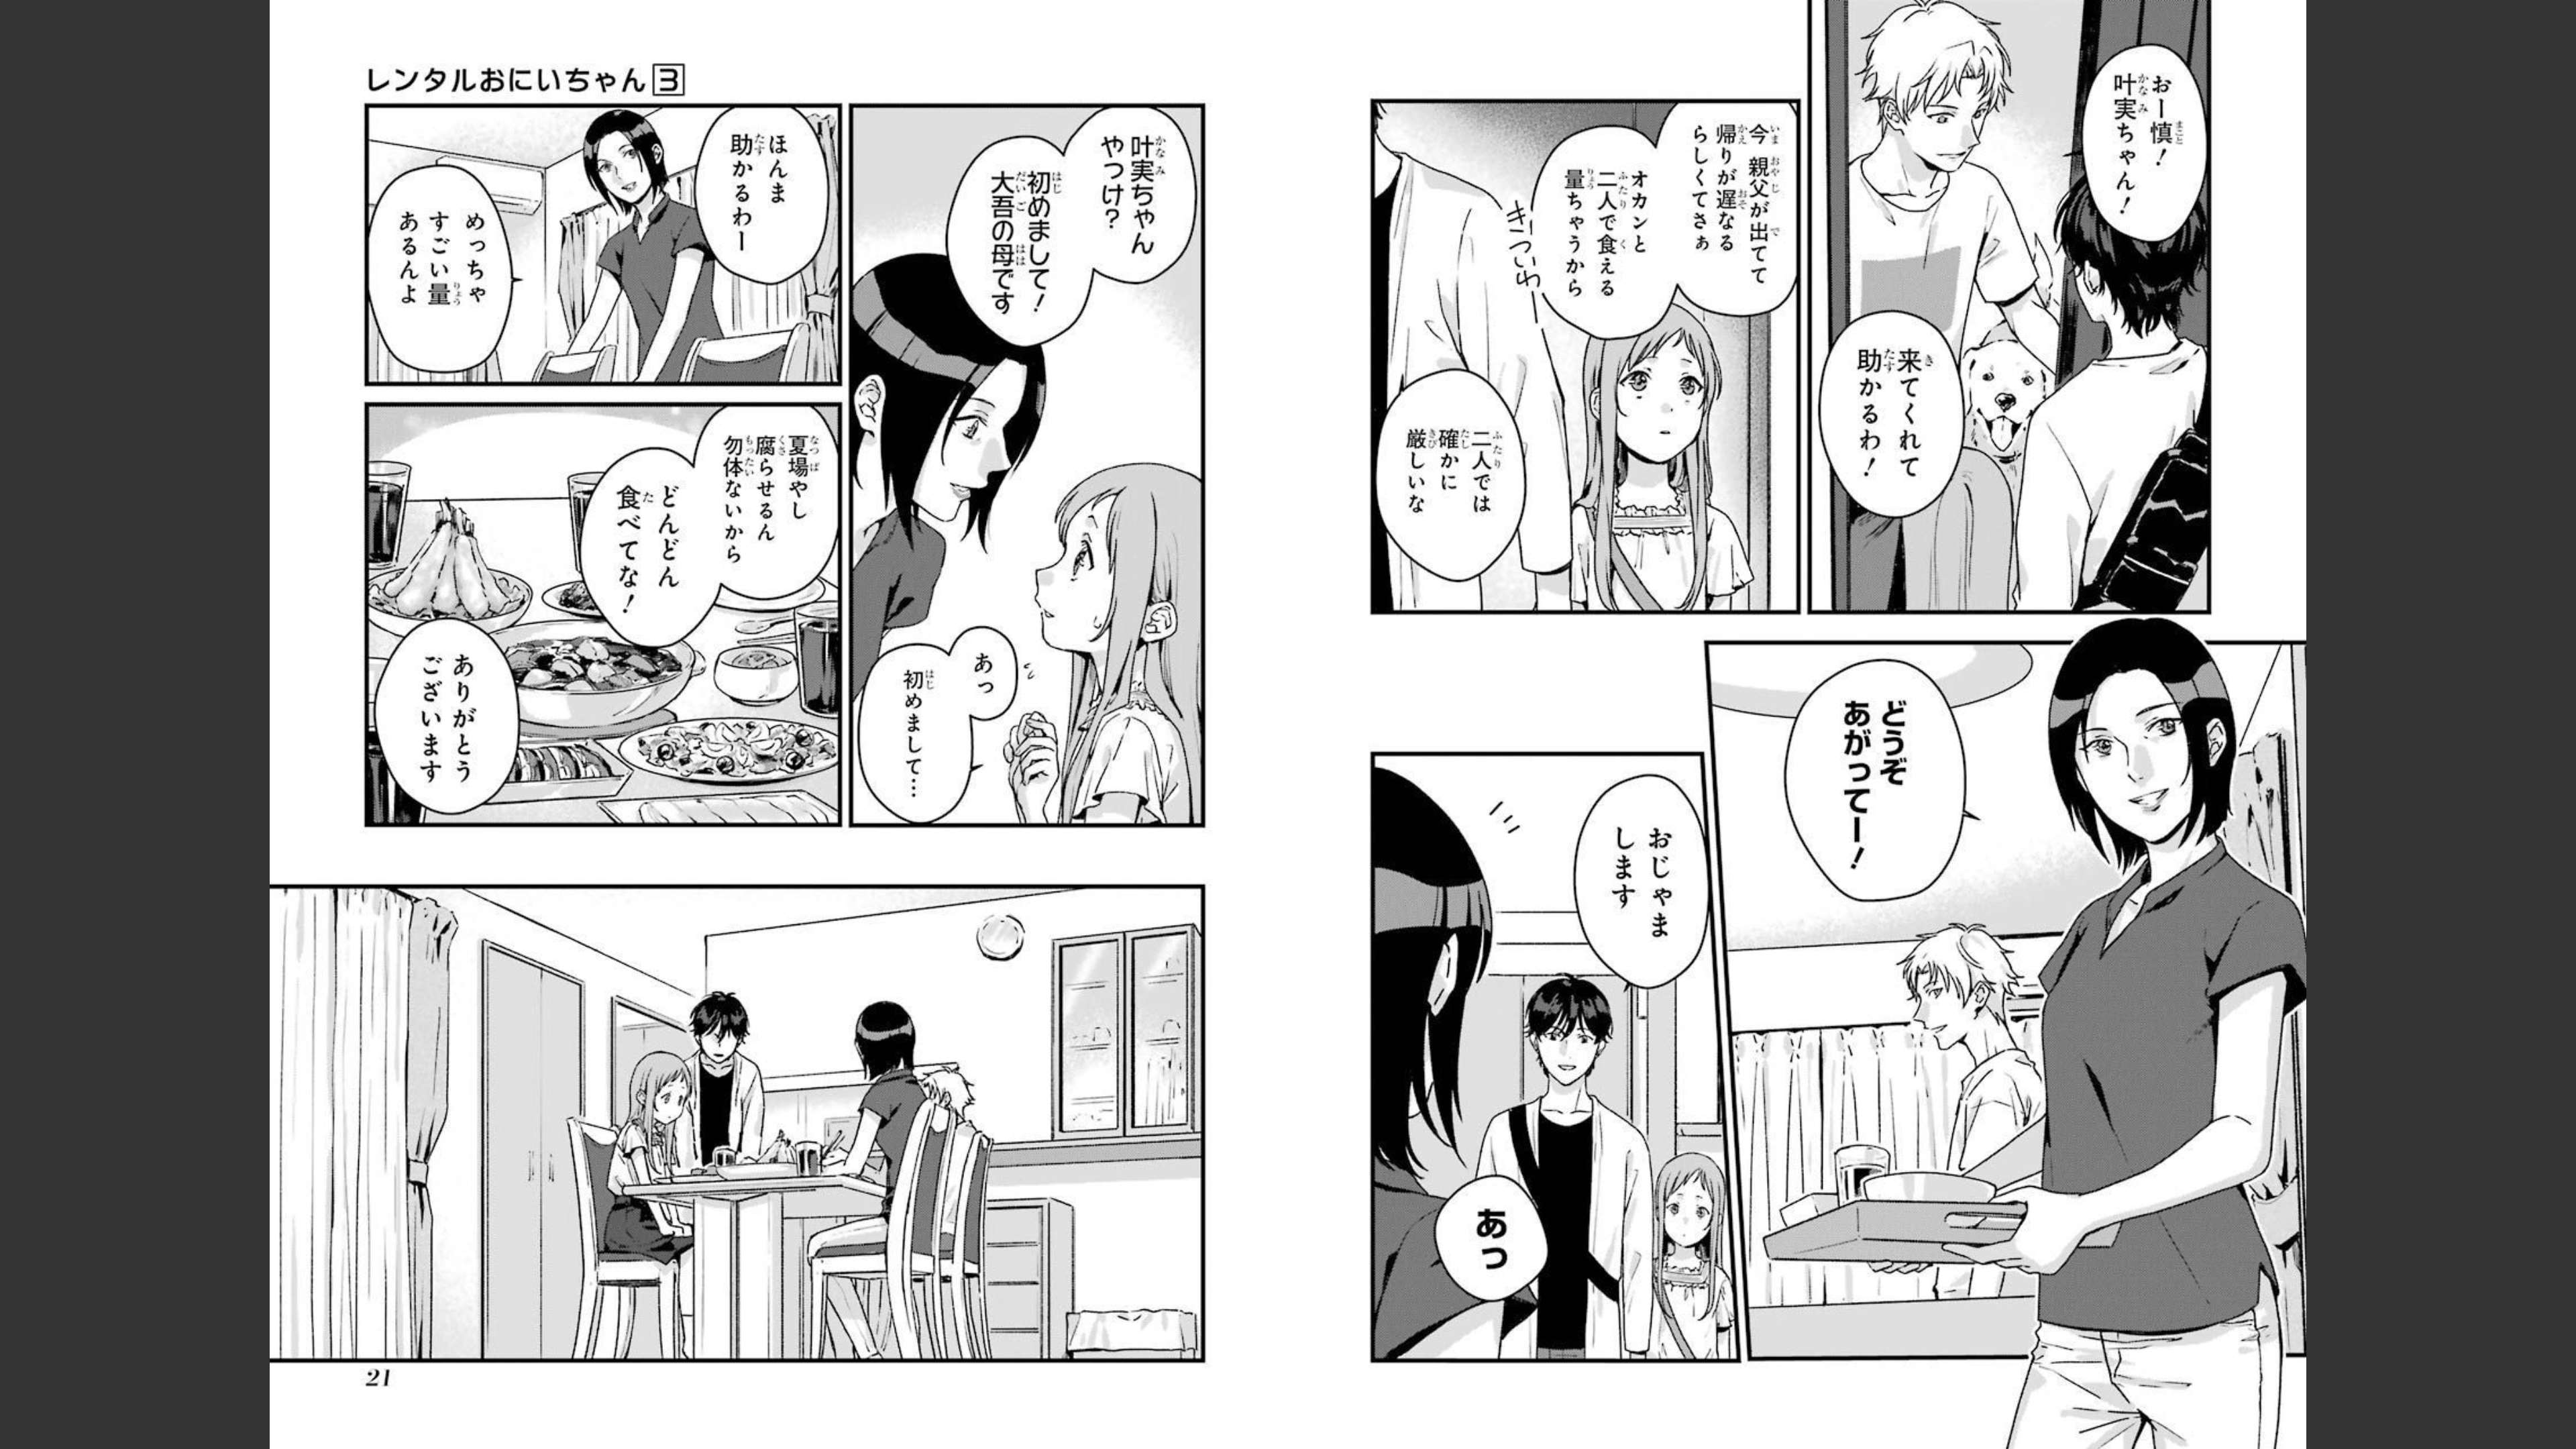 おー慎！
叶実ちゃん！
来てくれて
助かるわ！
今 親父が出てて
帰りが遅なる
らしくてさぁ
オカンと
二人で食える
量ちゃうから
きついわー
二人では
確かに
厳しいな
どうぞ
あがってー！
おじゃま
します
あっ
レンタルおにいちゃん3
叶実ちゃん
やっけ？
初めまして！
大吾の母です
あっ
初めまして…
ほんま
助かるわー
めっちゃ
すごい量
あるんよ
夏場やし
腐らせるん
勿体ないから
どんどん
食べてな！
ありがとう
ございます
21